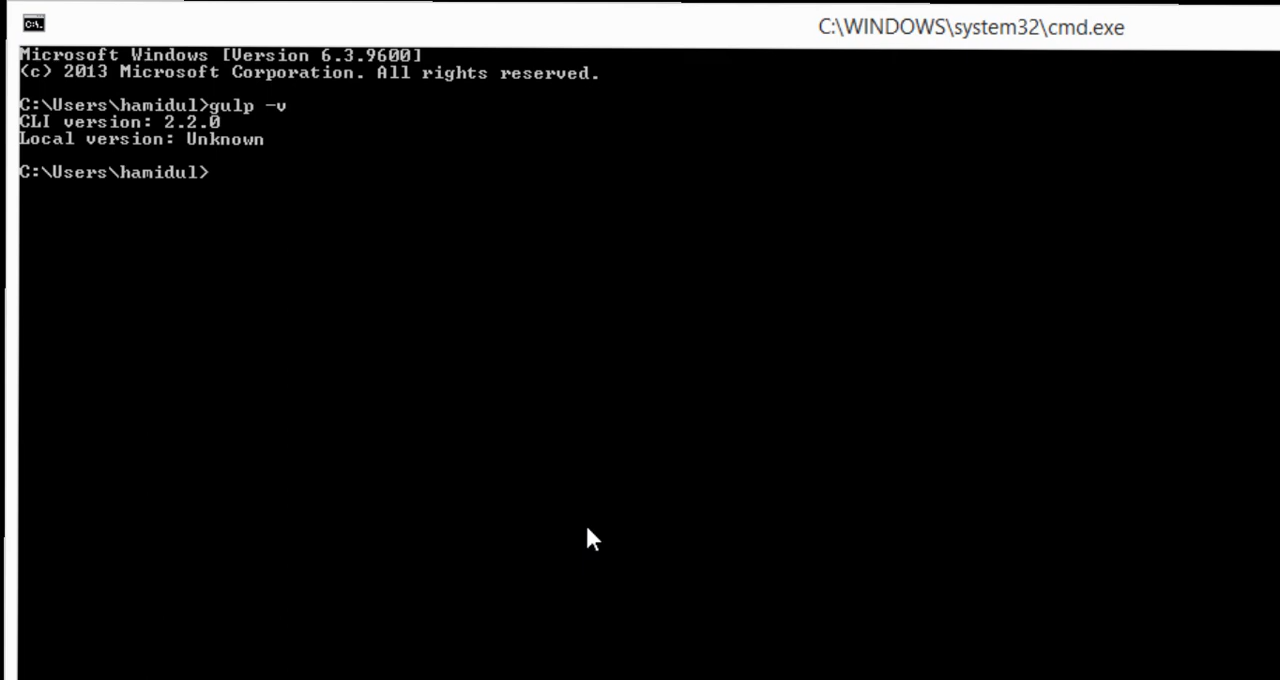 C:\WINDOWS\system32\cmd.exe
Microsoft Windows [Version 6.3.9600]
(c) 2013 Microsoft Corporation. All rights reserved.
C:\Users\hamidul>gulp -v
CLI version: 2.2.0
Local version: Unknown
C:\Users\hamidul>